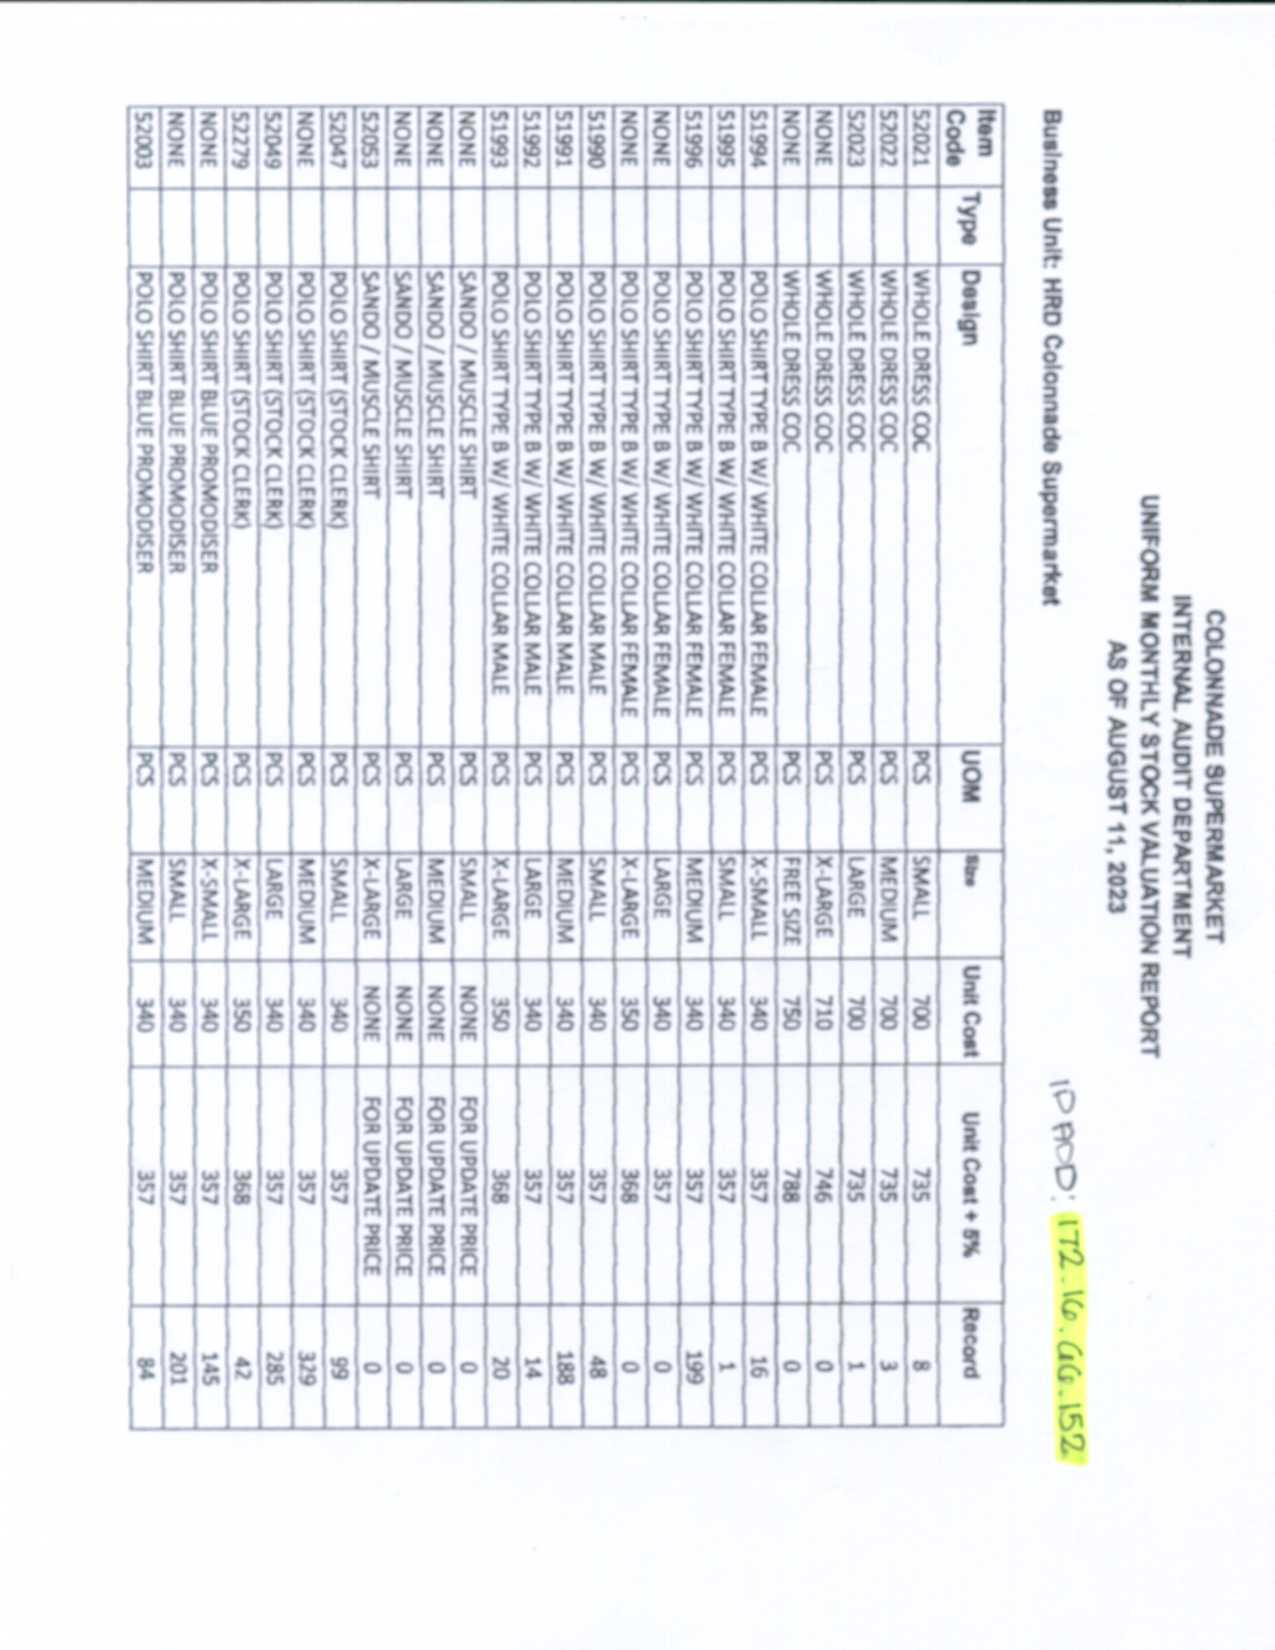 COLONNADE SUPERMARKET
INTERNAL AUDIT DEPARTMENT
UNIFORM MONTHLY STOCK VALUATION REPORT
AS OF AUGUST 11, 2023
Business Unit: HRD Colonnade Supermarket
IP ADD: 172.16.
.152
Item Code Type Design UOM Size Unit Cost Unit Cost + 5% Record
52021 WHOLE DRESS COC PCS SMALL 700 735 8
52022 WHOLE DRESS COC PCS MEDIUM 700 735 3
52023 WHOLE DRESS COC PCS LARGE 700 735 1
NONE WHOLE DRESS COC PCS X-LARGE 710 746 0
NONE WHOLE DRESS COC PCS FREE SIZE 750 788 0
51994 POLO SHIRT TYPE B W/ WHITE COLLAR FEMALE PCS X-SMALL 340 357 16
51995 POLO SHIRT TYPE B W/ WHITE COLLAR FEMALE PCS SMALL 340 357 1
51996 POLO SHIRT TYPE B W/ WHITE COLLAR FEMALE PCS MEDIUM 340 357 199
NONE POLO SHIRT TYPE B W/ WHITE COLLAR FEMALE PCS LARGE 340 357 0
NONE POLO SHIRT TYPE B W/ WHITE COLLAR FEMALE PCS X-LARGE 350 368 0
51990 POLO SHIRT TYPE B W/ WHITE COLLAR MALE PCS SMALL 340 357 48
51991 POLO SHIRT TYPE B W/ WHITE COLLAR MALE PCS MEDIUM 340 357 188
51992 POLO SHIRT TYPE B W/ WHITE COLLAR MALE PCS LARGE 340 357 14
51993 POLO SHIRT TYPE B W/ WHITE COLLAR MALE PCS X-LARGE 350 368 20
NONE SANDO / MUSCLE SHIRT PCS SMALL NONE FOR UPDATE PRICE 0
NONE SANDO / MUSCLE SHIRT PCS MEDIUM NONE FOR UPDATE PRICE 0
NONE SANDO / MUSCLE SHIRT PCS LARGE NONE FOR UPDATE PRICE 0
52053 SANDO / MUSCLE SHIRT PCS X-LARGE NONE FOR UPDATE PRICE 0
52047 POLO SHIRT (STOCK CLERK) PCS SMALL 340 357 99
NONE POLO SHIRT (STOCK CLERK) PCS MEDIUM 340 357 329
52049 POLO SHIRT (STOCK CLERK) PCS LARGE 340 357 285
52279 POLO SHIRT (STOCK CLERK) PCS X-LARGE 350 368 42
NONE POLO SHIRT BLUE PROMODISER PCS X-SMALL 340 357 145
NONE POLO SHIRT BLUE PROMODISER PCS SMALL 340 357 201
52003 POLO SHIRT BLUE PROMODISER PCS MEDIUM 340 357 84